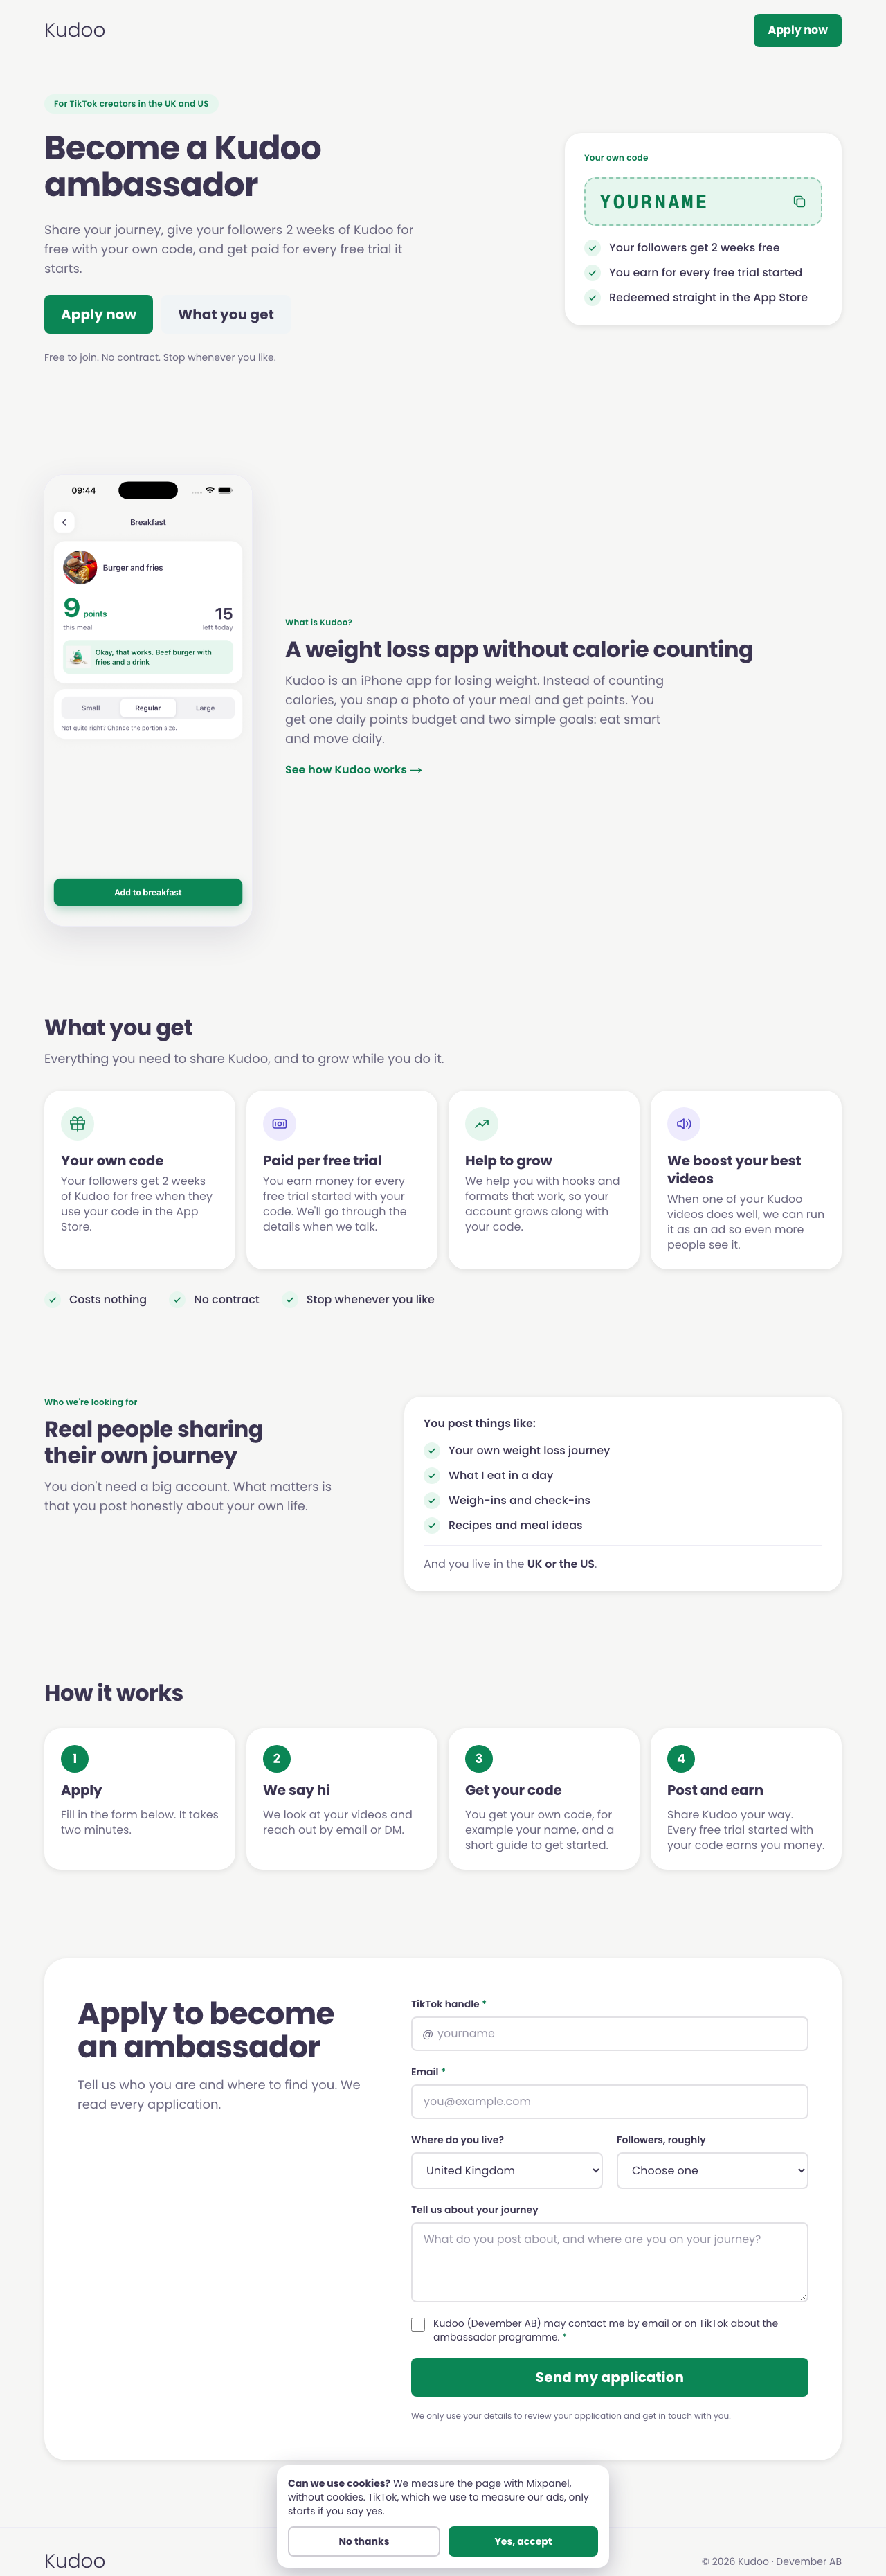 Kudoo
Apply now
For TikTok creators in the UK and US
Become a Kudoo
ambassador
Share your journey, give your followers 2 weeks of Kudoo for
free with your own code, and get paid for every free trial it
starts.
Apply now
What you get
Free to join. No contract. Stop whenever you like.
Your own code
YOURNAME
Your followers get 2 weeks free
You earn for every free trial started
Redeemed straight in the App Store
09:44
Breakfast
Burger and fries
9 points
this meal
15
left today
Okay, that works. Beef burger with
fries and a drink
Small
Regular
Large
Not quite right? Change the portion size.
Add to breakfast
What is Kudoo?
A weight loss app without calorie counting
Kudoo is an iPhone app for losing weight. Instead of counting
calories, you snap a photo of your meal and get points. You
get one daily points budget and two simple goals: eat smart
and move daily.
See how Kudoo works →
What you get
Everything you need to share Kudoo, and to grow while you do it.
Your own code
Your followers get 2 weeks
of Kudoo for free when they
use your code in the App
Store.
Paid per free trial
You earn money for every
free trial started with your
code. We'll go through the
details when we talk.
Help to grow
We help you with hooks and
formats that work, so your
account grows along with
your code.
We boost your best
videos
When one of your Kudoo
videos does well, we can run
it as an ad so even more
people see it.
Costs nothing
No contract
Stop whenever you like
Who we're looking for
Real people sharing
their own journey
You don't need a big account. What matters is
that you post honestly about your own life.
You post things like:
Your own weight loss journey
What I eat in a day
Weigh-ins and check-ins
Recipes and meal ideas
And you live in the UK or the US.
How it works
1
Apply
Fill in the form below. It takes
two minutes.
2
We say hi
We look at your videos and
reach out by email or DM.
3
Get your code
You get your own code, for
example your name, and a
short guide to get started.
4
Post and earn
Share Kudoo your way.
Every free trial started with
your code earns you money.
Apply to become
an ambassador
Tell us who you are and where to find you. We
read every application.
TikTok handle *
@ yourname
Email *
you@example.com
Where do you live?
United Kingdom
Followers, roughly
Choose one
Tell us about your journey
What do you post about, and where are you on your journey?
Kudoo (Devember AB) may contact me by email or on TikTok about the
ambassador programme. *
Send my application
We only use your details to review your application and get in touch with you.
Can we use cookies? We measure the page with Mixpanel,
without cookies. TikTok, which we use to measure our ads, only
starts if you say yes.
No thanks
Yes, accept
Kudoo
© 2026 Kudoo · Devember AB